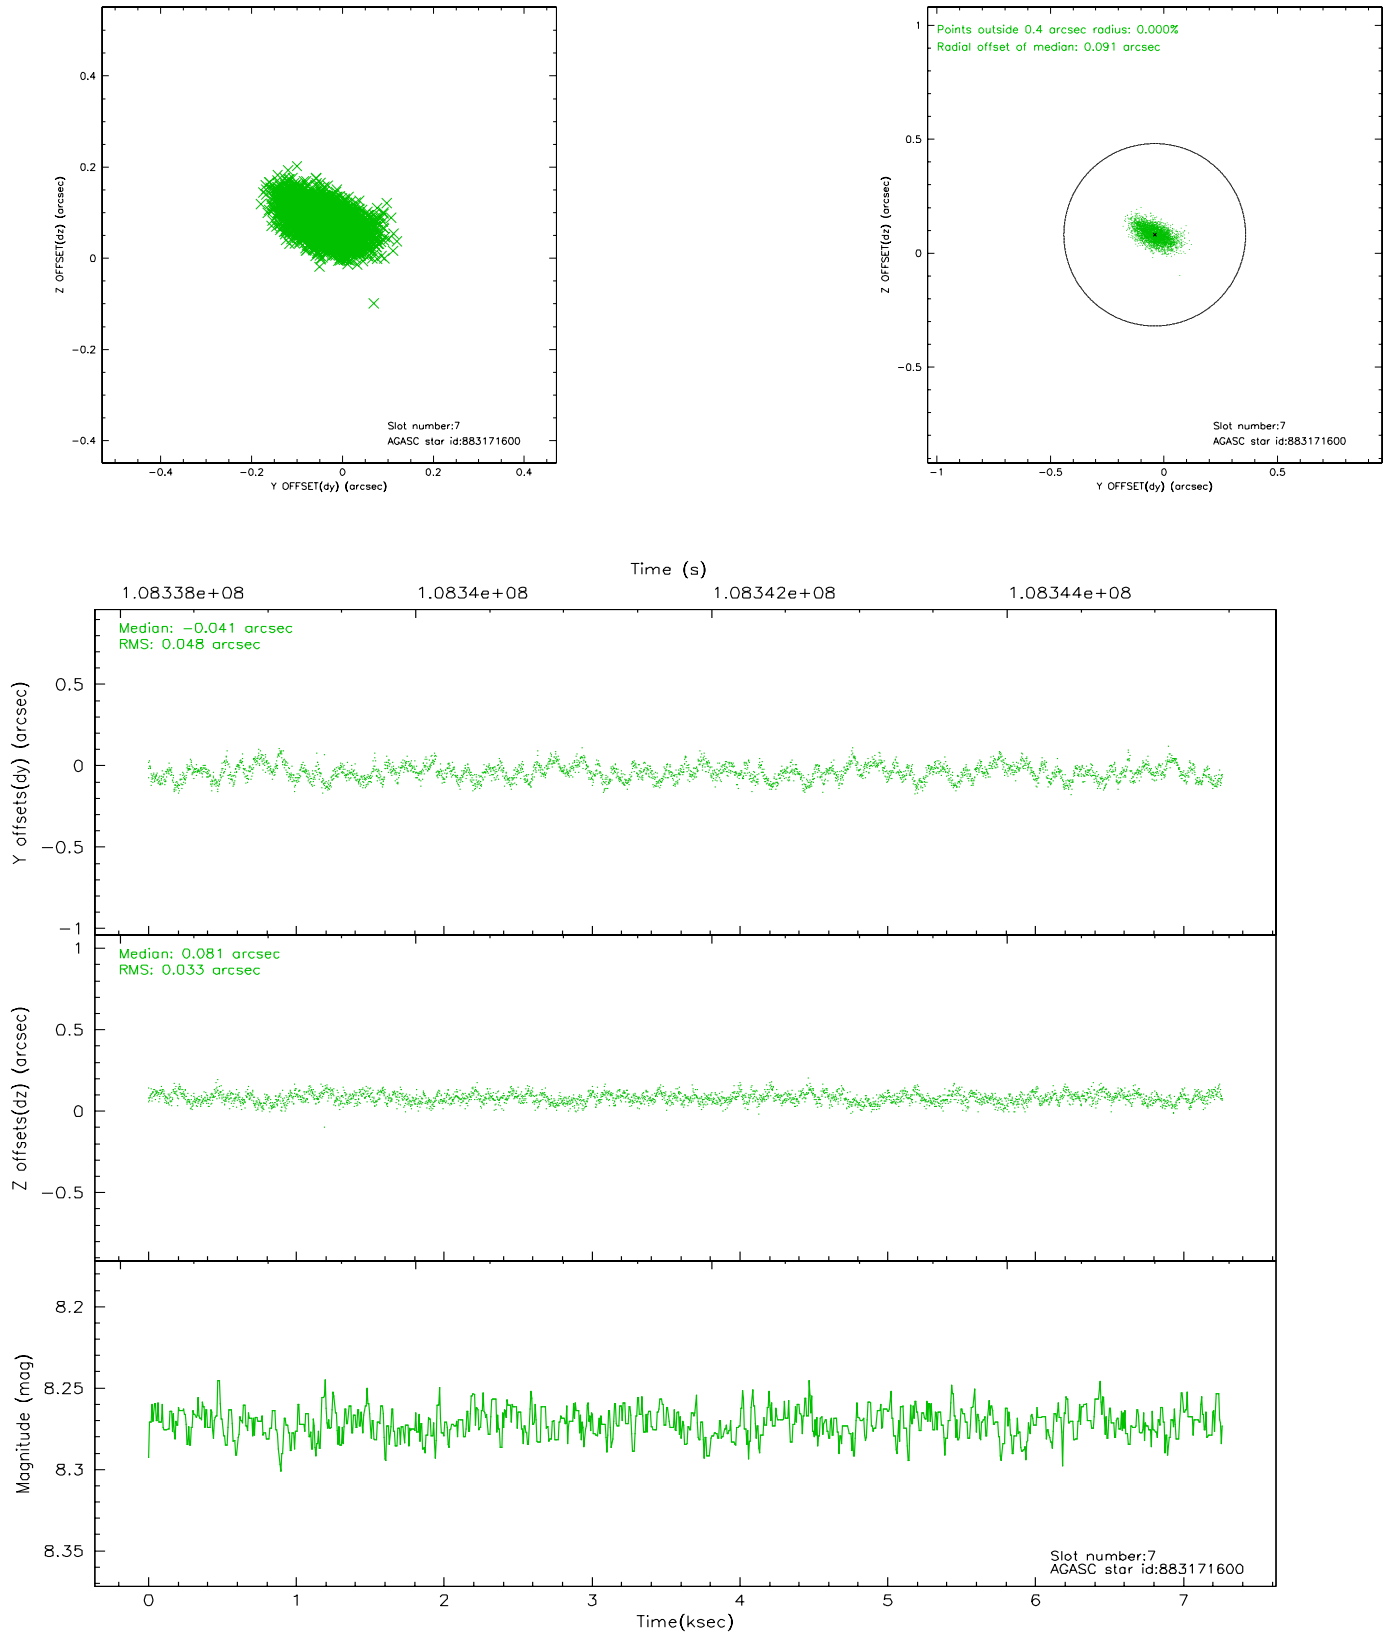 0.4
0.2
0
-0.2
-0.4
Z OFFSET(dz) (arcsec)
Slot number:7
AGASC star id:883171600
-0.4 -0.2 0 0.2 0.4
Y OFFSET(dy) (arcsec)
Points outside 0.4 arcsec radius: 0.000%
Radial offset of median: 0.091 arcsec
1
0.5
0
-0.5
Z OFFSET(dz) (arcsec)
Slot number:7
AGASC star id:883171600
-1 -0.5 0 0.5
Y OFFSET(dy) (arcsec)
Time (s)
1.08338e+08 1.0834e+08 1.08342e+08 1.08344e+08
Median: -0.041 arcsec
RMS: 0.048 arcsec
0.5
0
-0.5
-1
Y offsets(dy) (arcsec)
Median: 0.081 arcsec
RMS: 0.033 arcsec
1
0.5
0
-0.5
Z offsets(dz) (arcsec)
8.2
8.25
8.3
8.35
Magnitude (mag)
Slot number:7
AGASC star id:883171600
0 1 2 3 4 5 6 7
Time(ksec)